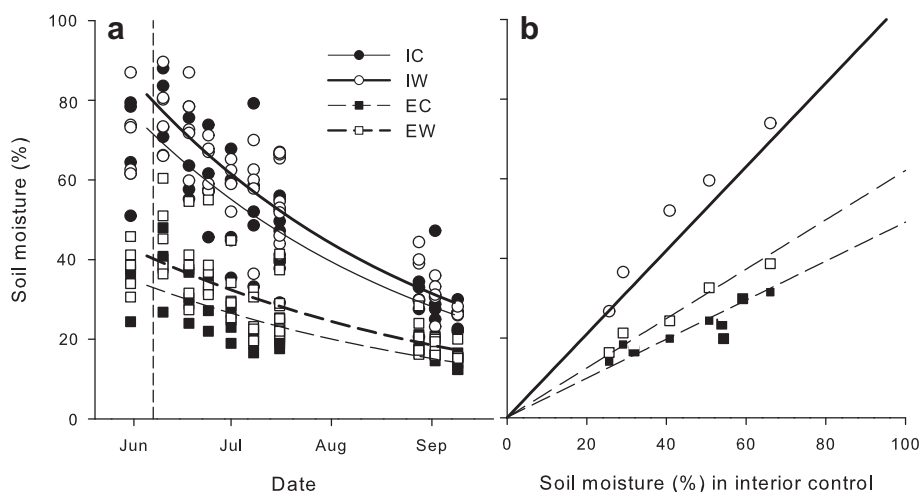 a
b
IC
IW
EC
EW
100
80
60
40
20
0
Soil moisture (%)
Jun
Jul
Aug
Sep
Date
0
20
40
60
80
100
Soil moisture (%) in interior control